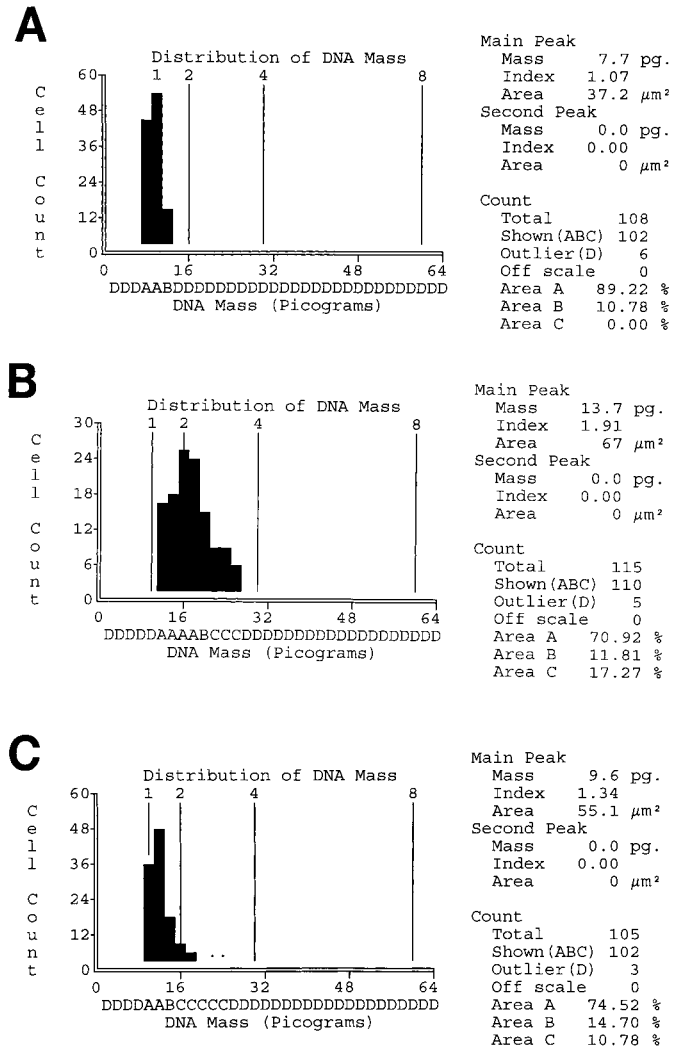 A
Distribution of DNA Mass
1 2 4 8
Cell Count
60
48
36
24
12
0
0 16 32 48 64
DDDAABDDDDDDDDDDDDDDDDDDDDDDDDDD
DNA Mass (Picograms)
Main Peak
Mass 7.7 pg.
Index 1.07
Area 37.2 µm²
Second Peak
Mass 0.0 pg.
Index 0.00
Area 0 µm²
Count
Total 108
Shown(ABC) 102
Outlier(D) 6
Off scale 0
Area A 89.22 %
Area B 10.78 %
Area C 0.00 %
B
Distribution of DNA Mass
1 2 4 8
Cell Count
30
24
18
12
6
0
0 16 32 48 64
DDDDDAAAABCCCDDDDDDDDDDDDDDDDDDD
DNA Mass (Picograms)
Main Peak
Mass 13.7 pg.
Index 1.91
Area 67 µm²
Second Peak
Mass 0.0 pg.
Index 0.00
Area 0 µm²
Count
Total 115
Shown(ABC) 110
Outlier(D) 5
Off scale 0
Area A 70.92 %
Area B 11.81 %
Area C 17.27 %
C
Distribution of DNA Mass
1 2 4 8
Cell Count
60
48
36
24
12
0
0 16 32 48 64
DDDDAABCCCCCDDDDDDDDDDDDDDDDDDDD
DNA Mass (Picograms)
Main Peak
Mass 9.6 pg.
Index 1.34
Area 55.1 µm²
Second Peak
Mass 0.0 pg.
Index 0.00
Area 0 µm²
Count
Total 105
Shown(ABC) 102
Outlier(D) 3
Off scale 0
Area A 74.52 %
Area B 14.70 %
Area C 10.78 %